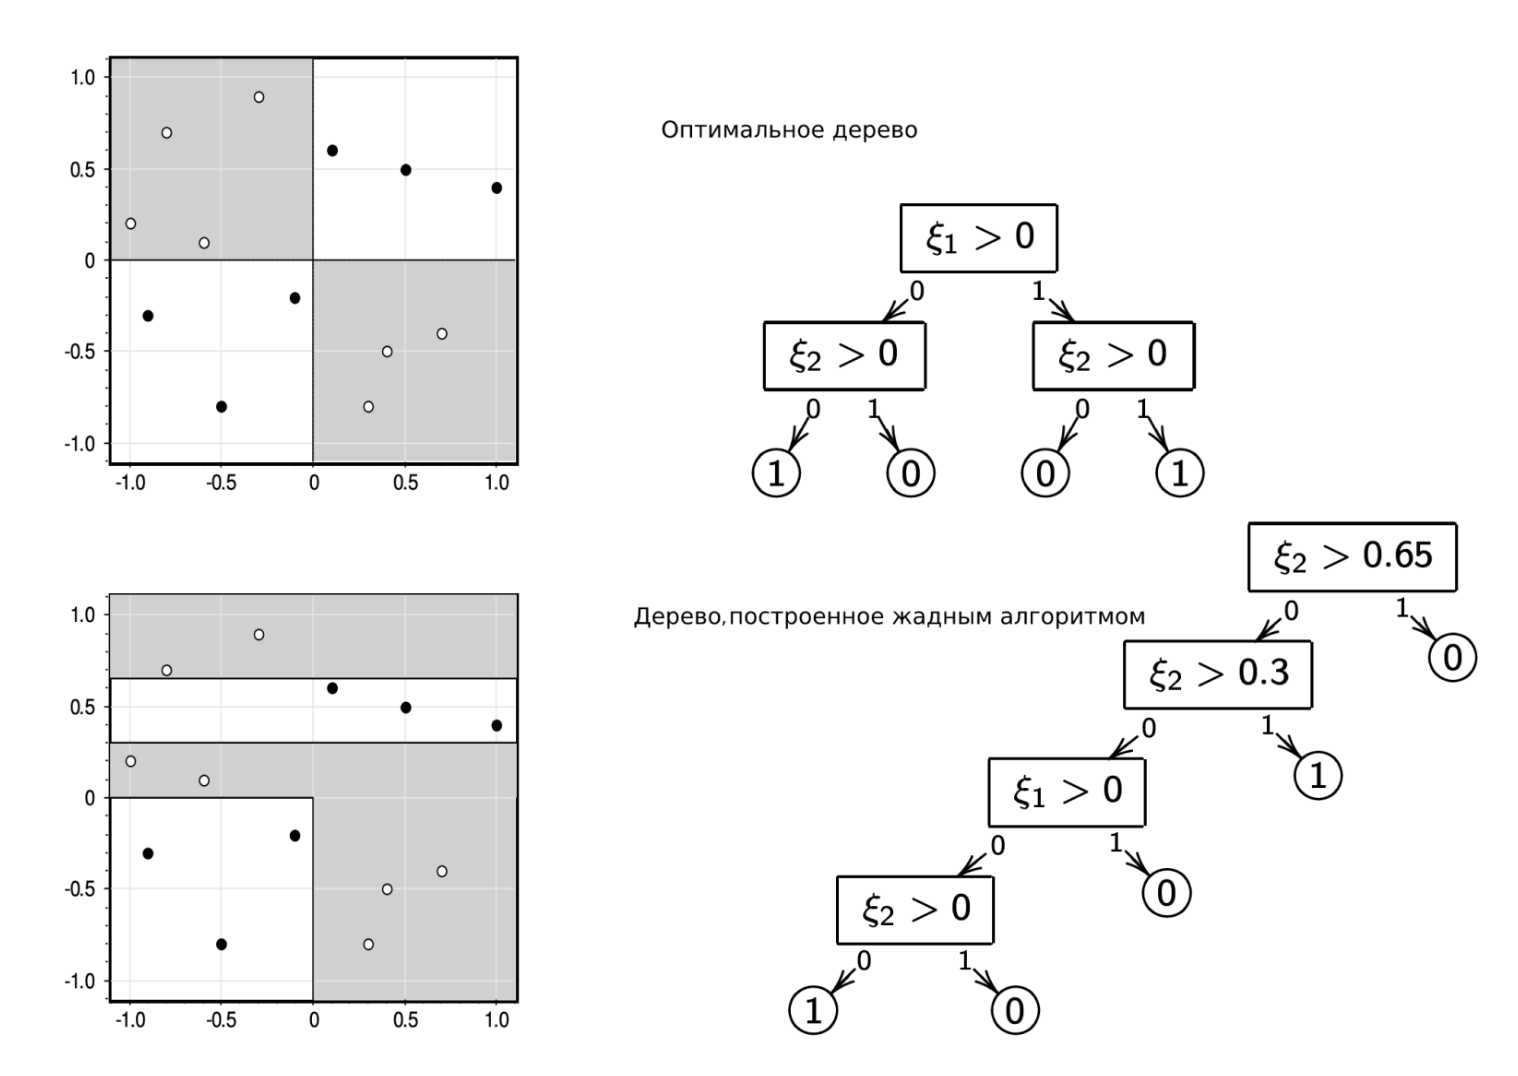 1.0
0.5
0
-0.5
-1.0
-1.0 -0.5 0 0.5 1.0
Оптимальное дерево
ξ₁ > 0
0 1
ξ₂ > 0 ξ₂ > 0
0 1 0 1
1 0 0 1
1.0
0.5
0
-0.5
-1.0
-1.0 -0.5 0 0.5 1.0
Дерево,построенное жадным алгоритмом
ξ₂ > 0.65
0 1
ξ₂ > 0.3 0
0 1
ξ₁ > 0 1
0 1
ξ₂ > 0 0
0 1
1 0